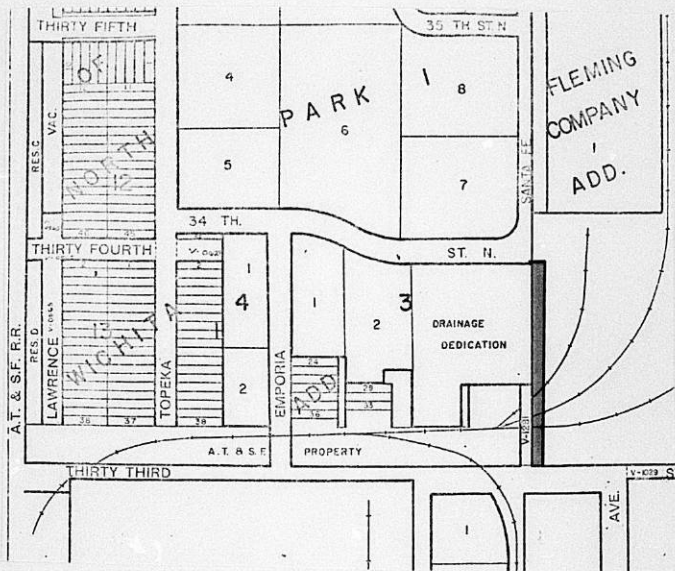 THIRTY FIFTH
35 TH ST. N
OF
4
PARK
1
8
FLEMING
COMPANY
1
ADD.
RES. C
VAC.
6
NORTH
12
5
7
SANTA FE
34 TH.
THIRTY FOURTH
ST. N.
1
1
4
3
2
DRAINAGE
DEDICATION
A.T. & S.F. R.R.
RES. D
LAWRENCE
13
WICHITA
TOPEKA
1
2
EMPORIA
24
ADD
29
33
36
36
37
38
V-1281
A.T. & S.F.
PROPERTY
THIRTY THIRD
V-1029
S
AVE.
1